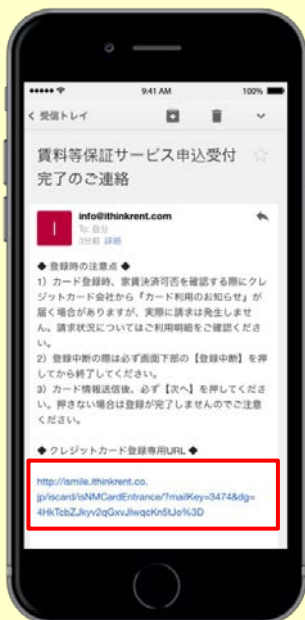 9:41 AM
100%
受信トレイ
賃料等保証サービス申込受付
完了のご連絡
I
info@ithinkrent.com
To: 自分
0分前 詳細
◆ 登録時の注意点 ◆
1）カード登録時、家賃決済可否を確認する際にクレ
ジットカード会社から『カード利用のお知らせ』が
届く場合がありますが、実際に請求は発生しませ
ん。請求状況についてはご利用明細をご確認くださ
い。
2）登録中断の際は必ず画面下部の【登録中断】を押
してから終了してください。
3）カード情報送信後、必ず【次へ】を押してくださ
い。押さない場合は登録が完了しませんのでご注意
ください。
◆ クレジットカード登録専用URL ◆
http://ismile.ithinkrent.co.
jp/iscard/isNMCardEntrance/?mailKey=3474&dg=
4HkTcbZJkyv2qGxvJlwqcKn5tJo%3D